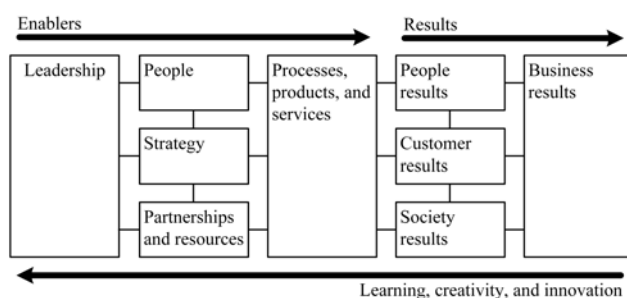 Enablers
Results
Leadership
People
Processes,
products, and
services
People
results
Business
results
Strategy
Customer
results
Partnerships
and resources
Society
results
Learning, creativity, and innovation